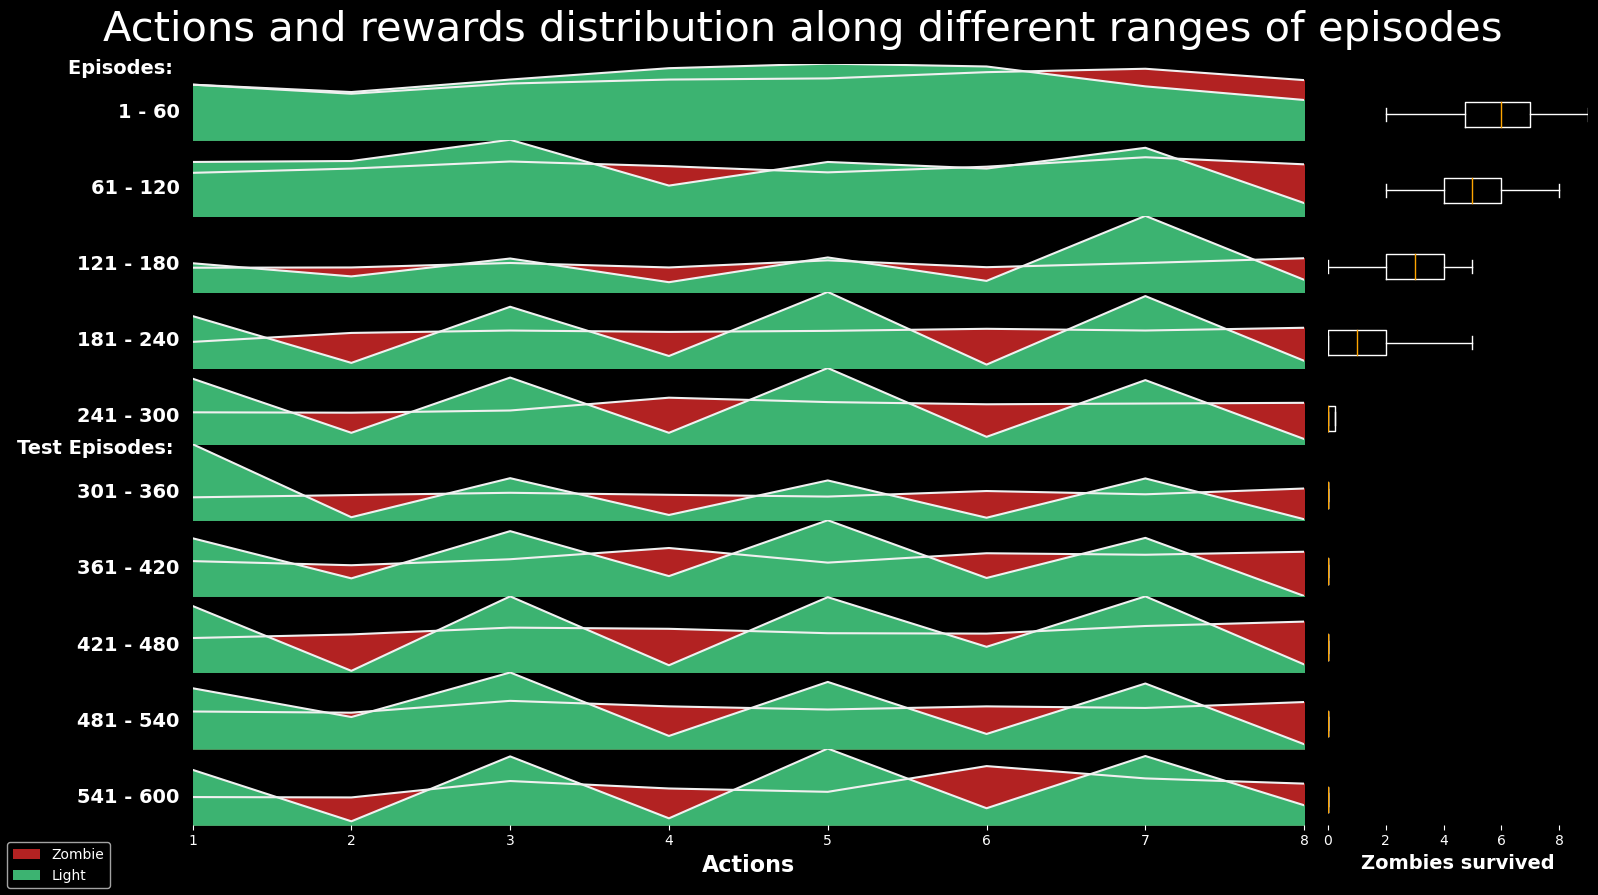 Actions and rewards distribution along different ranges of episodes
Episodes:
1 - 60
61 - 120
121 - 180
181 - 240
241 - 300
Test Episodes:
301 - 360
361 - 420
421 - 480
481 - 540
541 - 600
1 2 3 4 5 6 7 8
0 2 4 6 8
Actions
Zombies survived
Zombie
Light